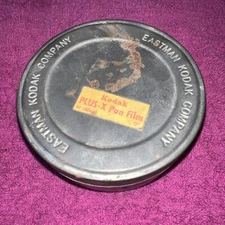 EASTMAN KODAK COMPANY
EASTMAN KODAK COMPANY
Kodak
PLUS-X Pan Film